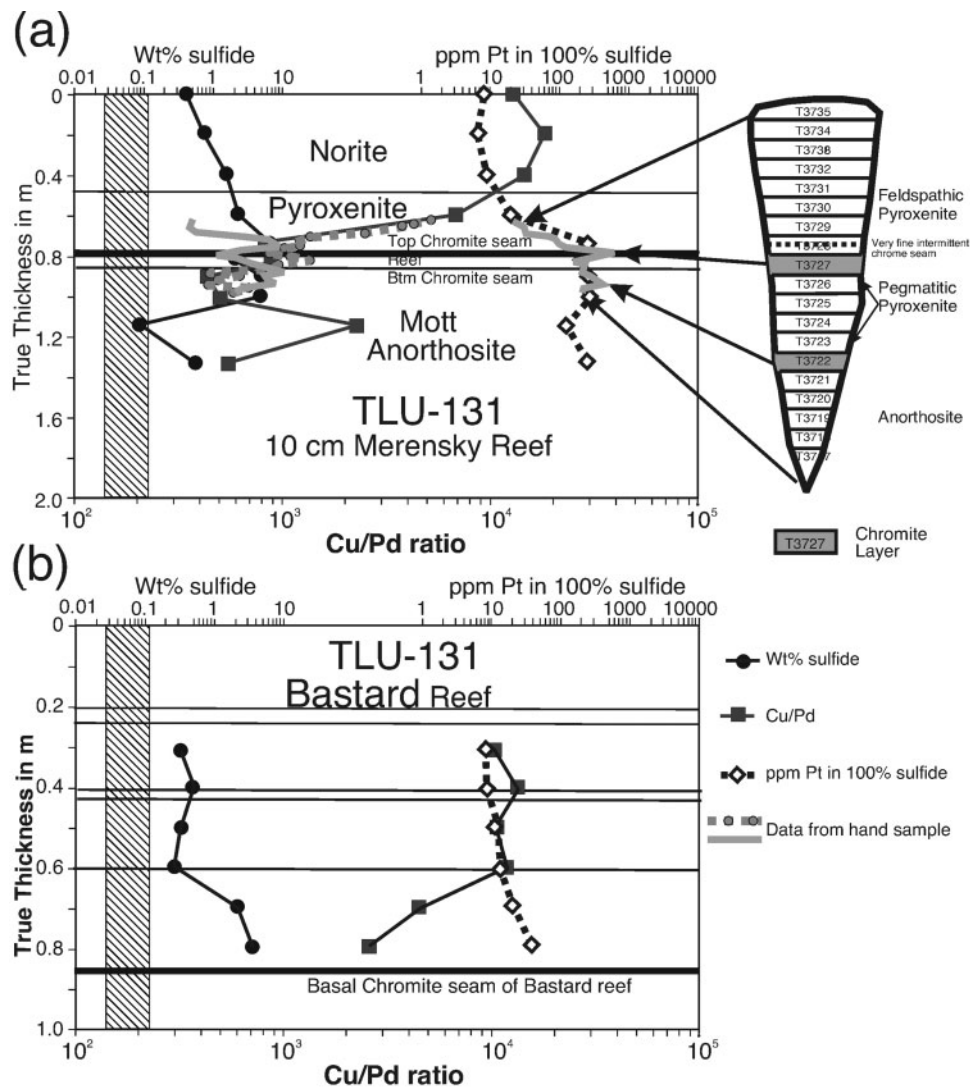 (a)
Wt% sulfide
ppm Pt in 100% sulfide
0.01 0.1 1 10 1 10 100 1000 10000
0
0.4
0.8
1.2
1.6
2.0
True Thickness in m
Norite
Pyroxenite
Top Chromite seam
Reef
Btm Chromite seam
Mott
Anorthosite
TLU-131
10 cm Merensky Reef
10² 10³ 10⁴ 10⁵
Cu/Pd ratio
T3735
T3734
T3738
T3732
T3731
T3730
T3729
T3727
T3726
T3725
T3724
T3723
T3722
T3721
T3720
T3719
Feldspathic
Pyroxenite
Very fine intermittent
chrome seam
Pegmatitic
Pyroxenite
Anorthosite
T3727
Chromite
Layer
(b)
Wt% sulfide
ppm Pt in 100% sulfide
0.01 0.1 1 10 1 10 100 1000 10000
0
0.2
0.4
0.6
0.8
1.0
True Thickness in m
TLU-131
Bastard Reef
Basal Chromite seam of Bastard reef
10² 10³ 10⁴ 10⁵
Cu/Pd ratio
Wt% sulfide
Cu/Pd
ppm Pt in 100% sulfide
Data from hand sample